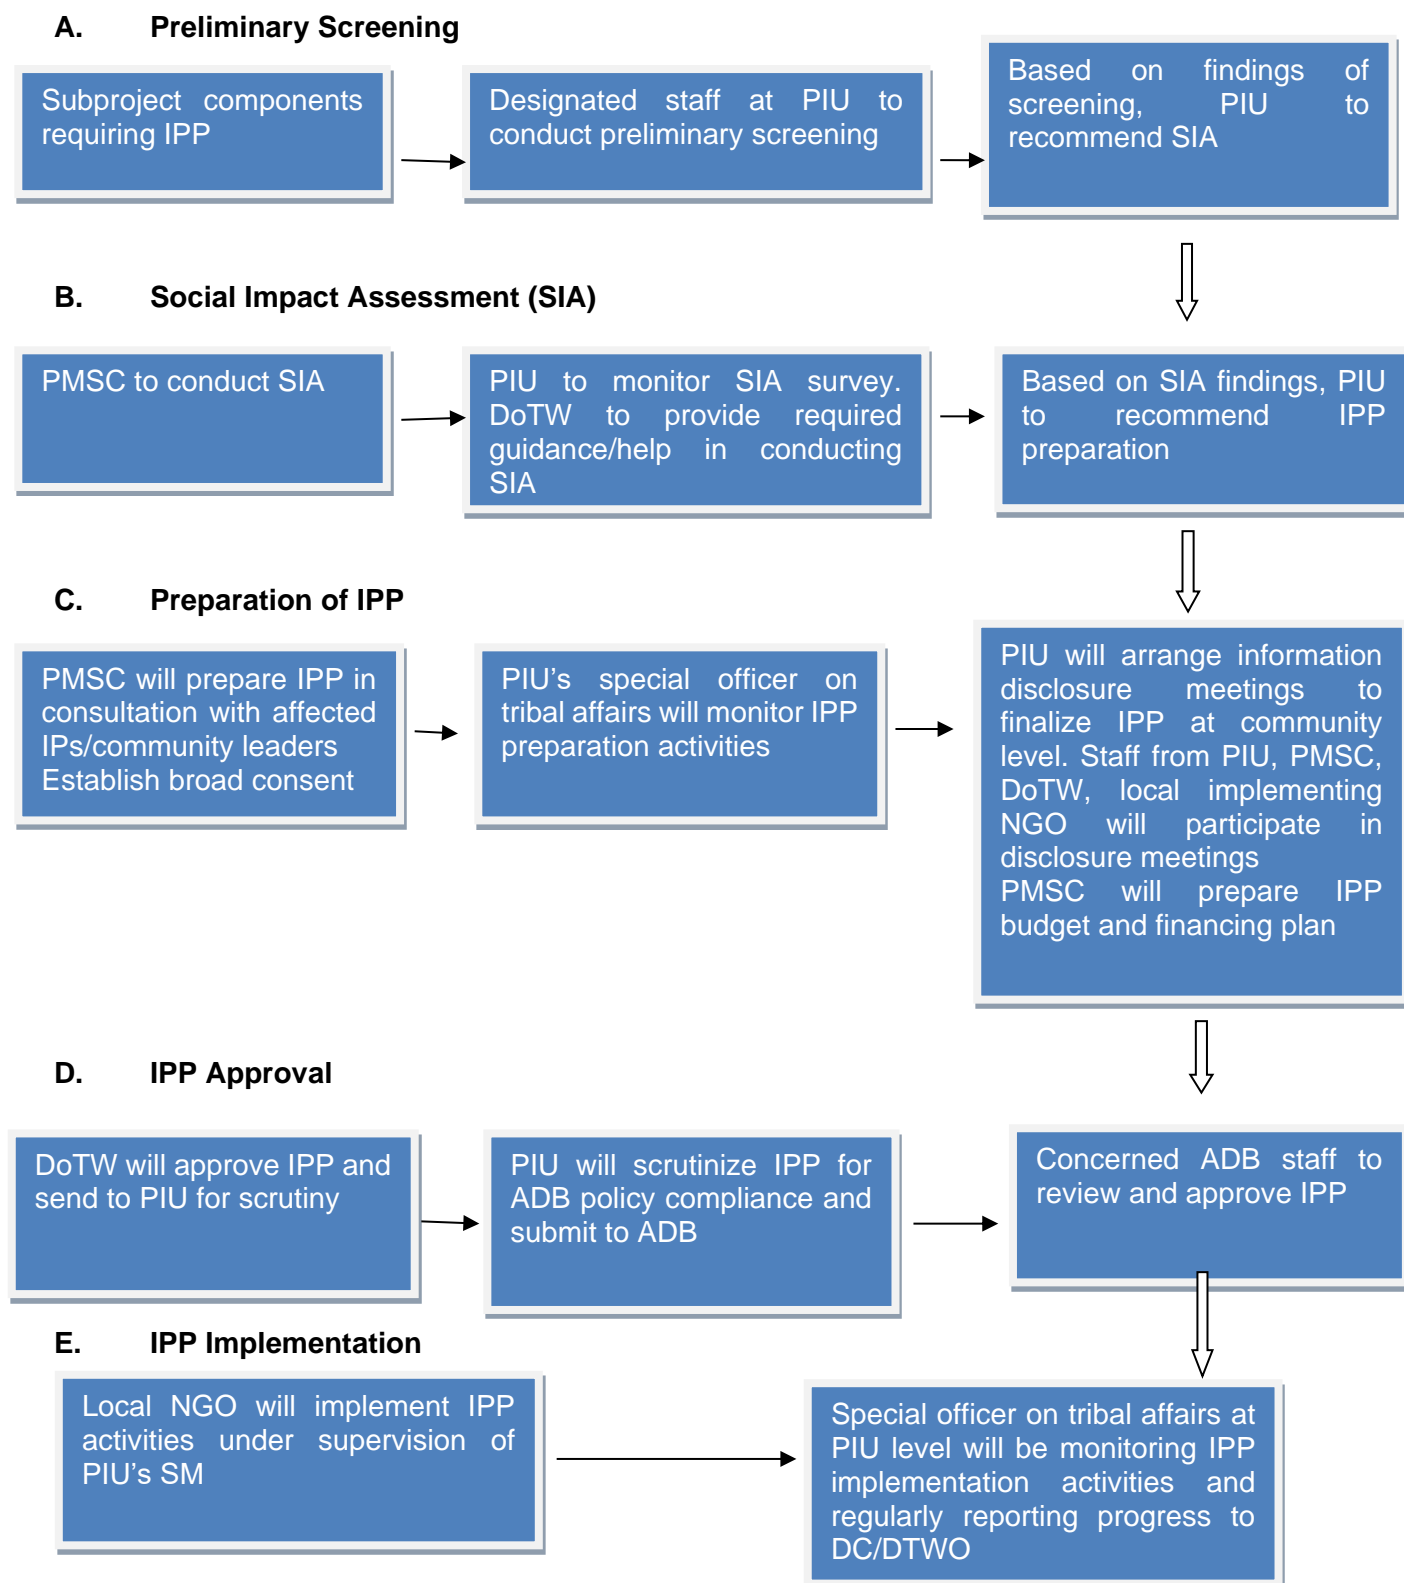 A. Preliminary Screening
Subproject components
requiring IPP
Designated staff at PIU to
conduct preliminary screening
Based on findings of
screening, PIU to
recommend SIA
B. Social Impact Assessment (SIA)
PMSC to conduct SIA
PIU to monitor SIA survey.
DoTW to provide required
guidance/help in conducting
SIA
Based on SIA findings, PIU
to recommend IPP
preparation
C. Preparation of IPP
PMSC will prepare IPP in
consultation with affected
IPs/community leaders
Establish broad consent
PIU’s special officer on
tribal affairs will monitor IPP
preparation activities
PIU will arrange information
disclosure meetings to
finalize IPP at community
level. Staff from PIU, PMSC,
DoTW, local implementing
NGO will participate in
disclosure meetings
PMSC will prepare IPP
budget and financing plan
D. IPP Approval
DoTW will approve IPP and
send to PIU for scrutiny
PIU will scrutinize IPP for
ADB policy compliance and
submit to ADB
Concerned ADB staff to
review and approve IPP
E. IPP Implementation
Local NGO will implement IPP
activities under supervision of
PIU’s SM
Special officer on tribal affairs at
PIU level will be monitoring IPP
implementation activities and
regularly reporting progress to
DC/DTWO